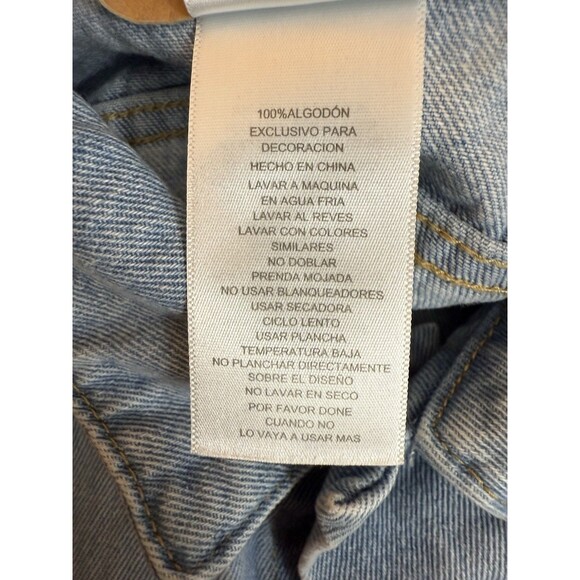 100%ALGODÓN
EXCLUSIVO PARA
DECORACION
HECHO EN CHINA
LAVAR A MAQUINA
EN AGUA FRIA
LAVAR AL REVES
LAVAR CON COLORES
SIMILARES
NO DOBLAR
PRENDA MOJADA
NO USAR BLANQUEADORES
USAR SECADORA
CICLO LENTO
USAR PLANCHA
TEMPERATURA BAJA
NO PLANCHAR DIRECTAMENTE
SOBRE EL DISEÑO
NO LAVAR EN SECO
POR FAVOR DONE
CUANDO NO
LO VAYA A USAR MAS